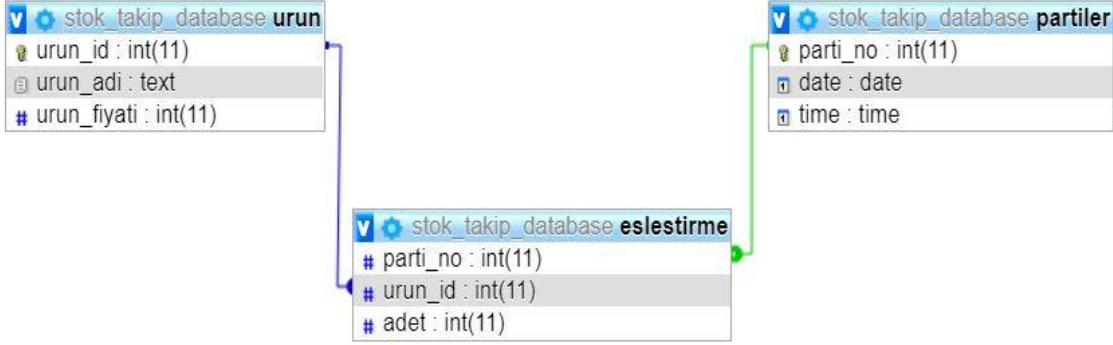 stok_takip_database urun
urun_id : int(11)
urun_adi : text
urun_fiyati : int(11)
stok_takip_database partiler
parti_no : int(11)
date : date
time : time
stok_takip_database eslestirme
parti_no : int(11)
urun_id : int(11)
adet : int(11)